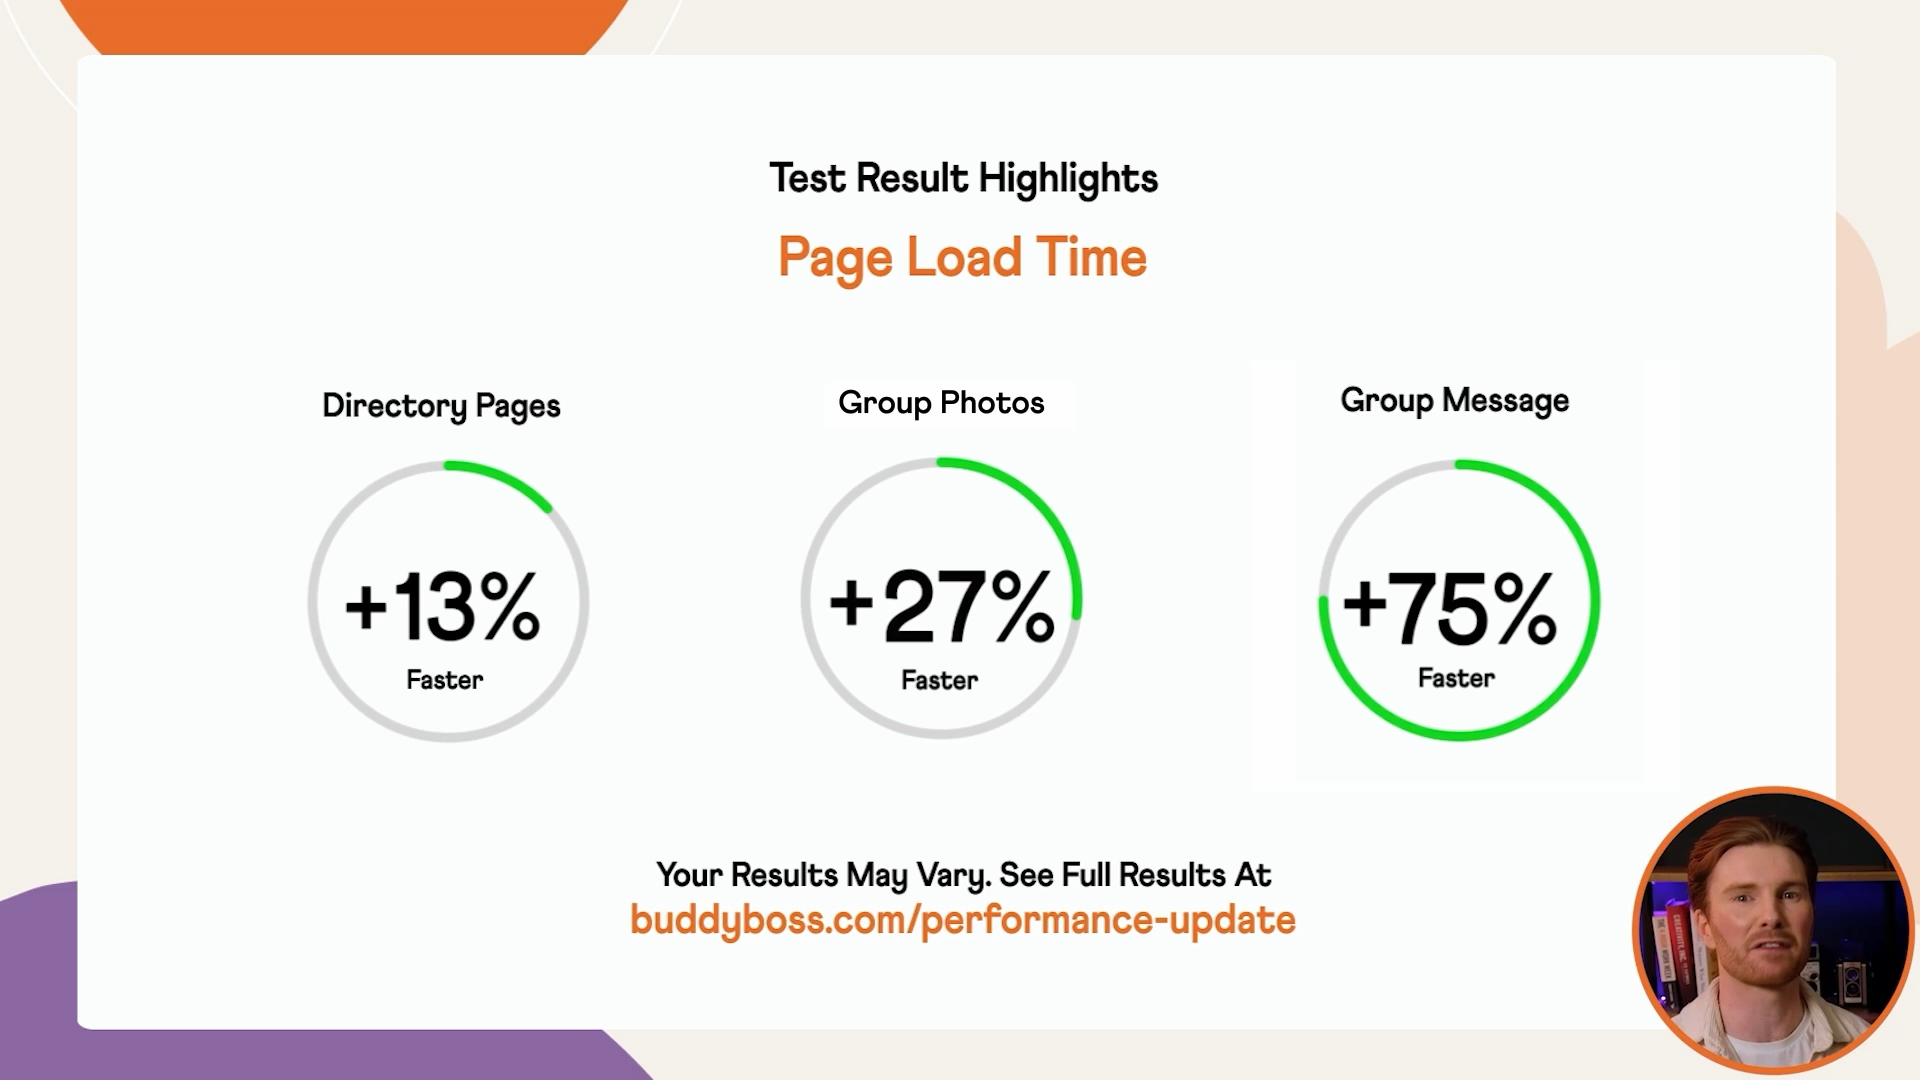 Test Result Highlights
Page Load Time
Directory Pages
+13%
Faster
Group Photos
+27%
Faster
Group Message
+75%
Faster
Your Results May Vary. See Full Results At
buddyboss.com/performance-update